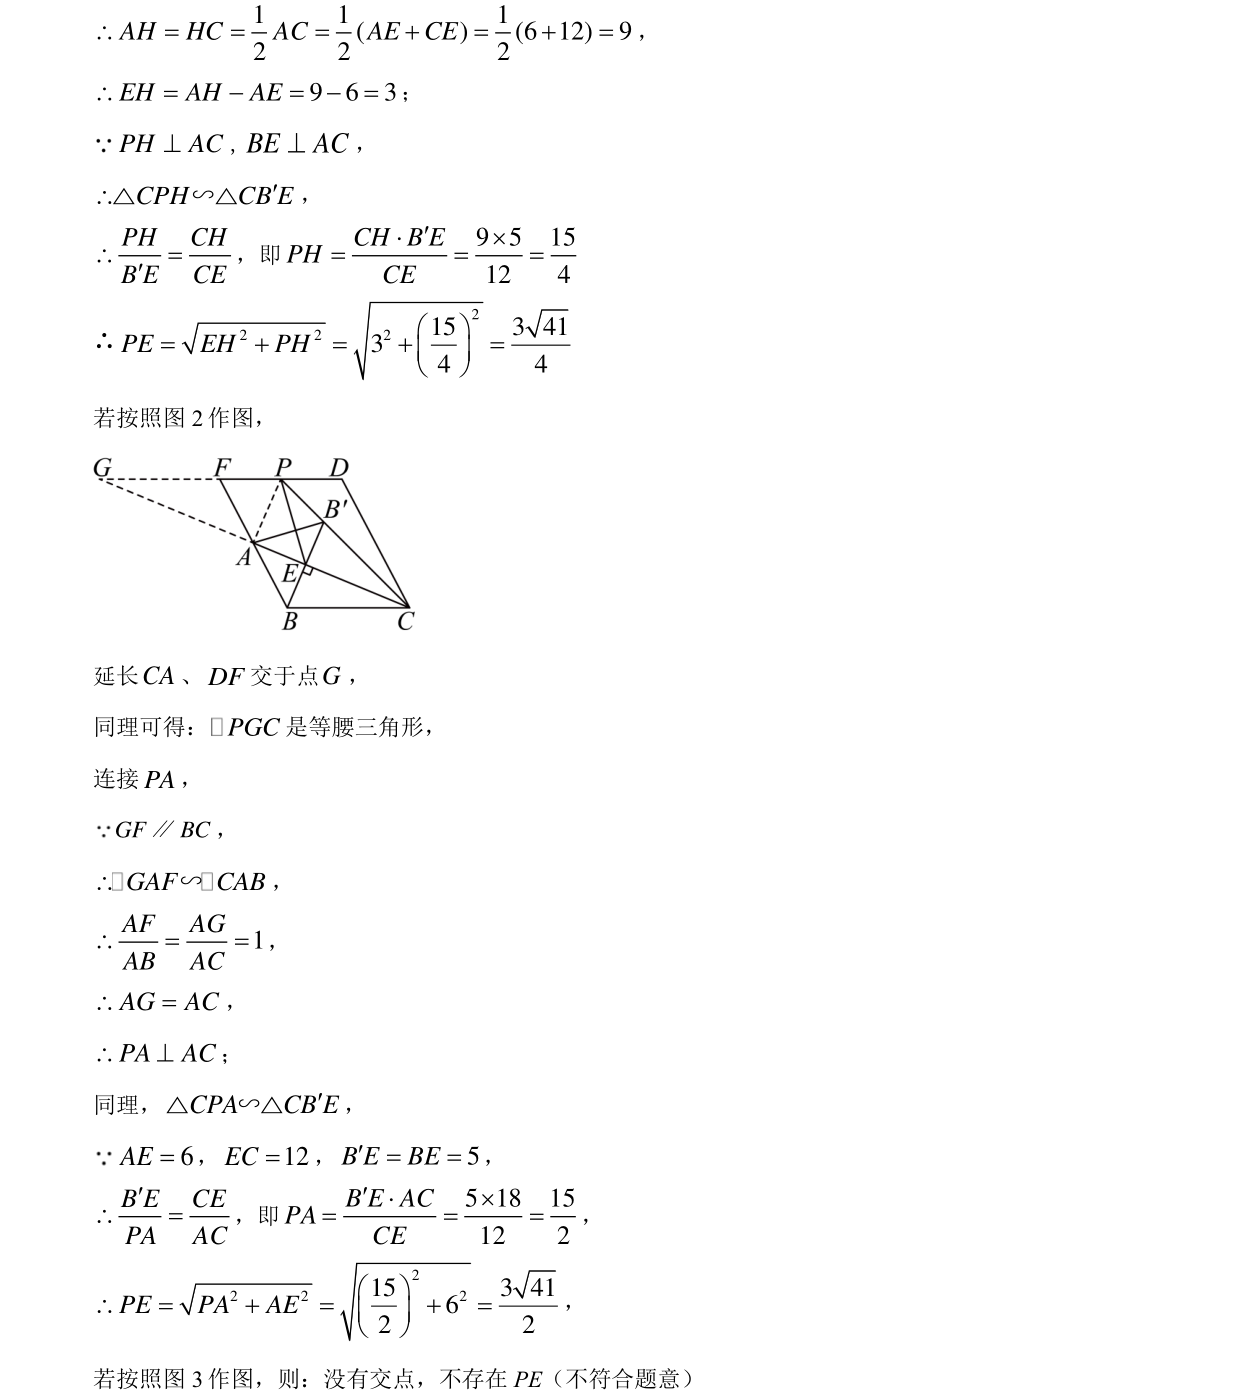 ∴ AH = HC = 1/2 AC = 1/2 (AE + CE) = 1/2 (6+12) = 9，
∴ EH = AH − AE = 9 − 6 = 3；
∵ PH ⊥ AC，BE ⊥ AC，
∴△CPH∽△CB′E，
∴ PH/B′E = CH/CE，即 PH = CH·B′E/CE = 9×5/12 = 15/4
∴ PE = √(EH² + PH²) = √(3² + (15/4)²) = 3√41/4
若按照图 2 作图，
G F P D
B′
A E
B C
延长 CA 、 DF 交于点 G，
同理可得：□ PGC 是等腰三角形，
连接 PA，
∵ GF ∥ BC，
∴□ GAF∽□ CAB，
∴ AF/AB = AG/AC = 1，
∴ AG = AC，
∴ PA ⊥ AC；
同理，△CPA∽△CB′E，
∵ AE = 6， EC = 12， B′E = BE = 5，
∴ B′E/PA = CE/AC，即 PA = B′E·AC/CE = 5×18/12 = 15/2，
∴ PE = √(PA² + AE²) = √((15/2)² + 6²) = 3√41/2，
若按照图 3 作图，则：没有交点，不存在 PE（不符合题意）